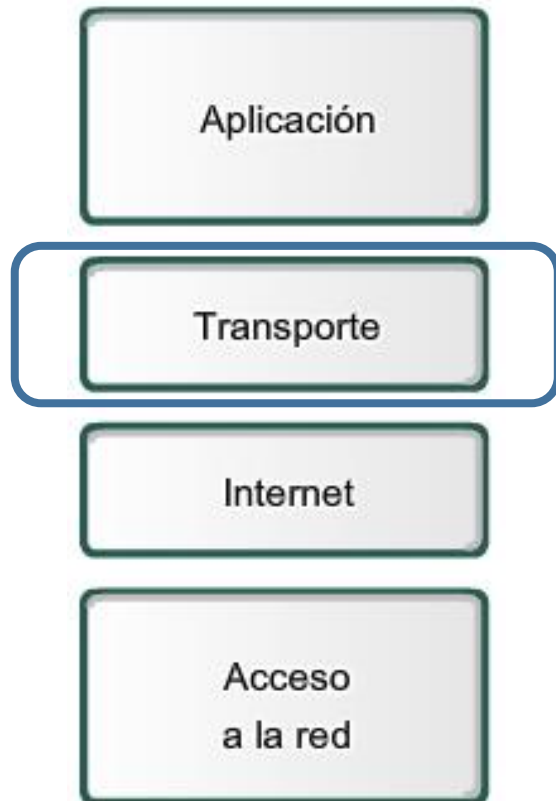 Aplicación
Transporte
Internet
Acceso
a la red